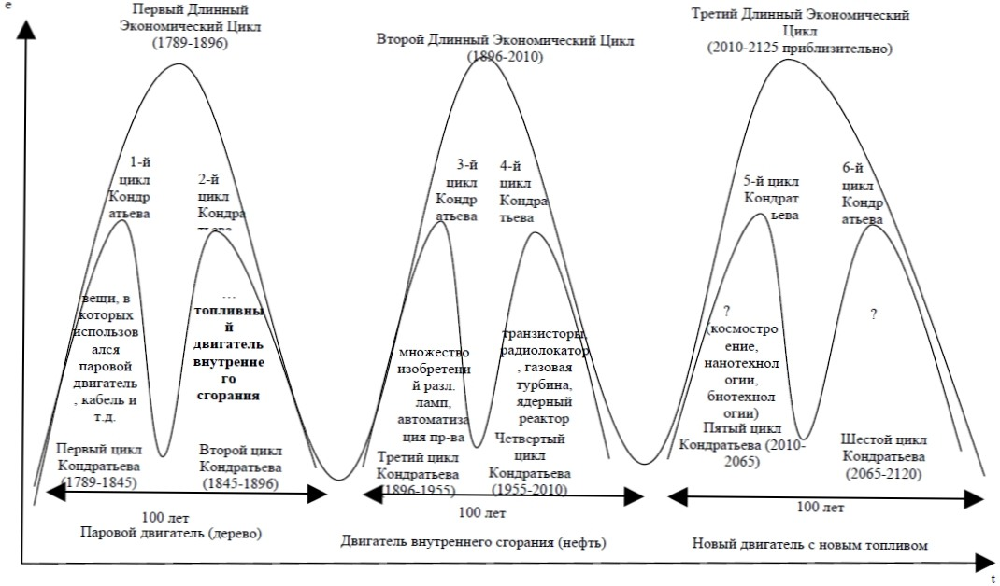 e
Первый Длинный
Экономический Цикл
(1789-1896)
Второй Длинный Экономический Цикл
(1896-2010)
Третий Длинный Экономический
Цикл
(2010-2125 приблизительно)
1-й
цикл
Кондр
атьева
2-й
цикл
Кондра
тьева
3-й
цикл
Кондр
атьева
4-й
цикл
Кондра
тьева
5-й цикл
Кондрат
ьева
6-й
цикл
Кондр
атьева
вещи, в
которых
использов
ался
паровой
двигатель
, кабель и
т.д.
…
топливны
й
двигатель
внутренне
го
сгорания
множество
изобретени
й разл.
ламп,
автоматиза
ция пр-ва
транзисторы,
радиолокатор
, газовая
турбина,
ядерный
реактор
?
(космостро
ение,
нанотехнол
огии,
биотехнол
огии)
?
Первый цикл
Кондратьева
(1789-1845)
Второй цикл
Кондратьева
(1845-1896)
Третий цикл
Кондратьева
(1896-1955)
Четвертый
цикл
Кондратьева
(1955-2010)
Пятый цикл
Кондратьева (2010-
2065)
Шестой цикл
Кондратьева
(2065-2120)
100 лет
Паровой двигатель (дерево)
100 лет
Двигатель внутреннего сгорания (нефть)
100 лет
Новый двигатель с новым топливом
t